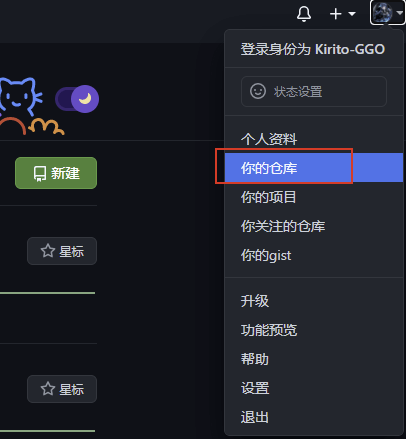 登录身份为 Kirito-GGO
状态设置
个人资料
你的仓库
你的项目
你关注的仓库
你的gist
升级
功能预览
帮助
设置
退出
新建
星标
星标